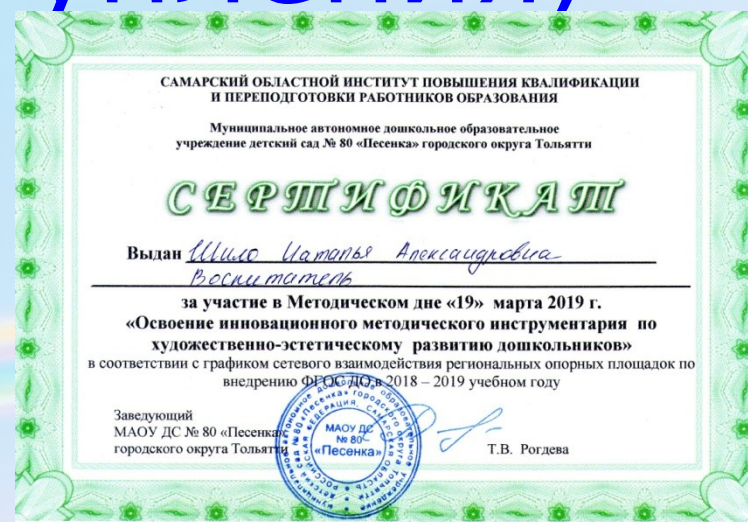 САМАРСКИЙ ОБЛАСТНОЙ ИНСТИТУТ ПОВЫШЕНИЯ КВАЛИФИКАЦИИ
И ПЕРЕПОДГОТОВКИ РАБОТНИКОВ ОБРАЗОВАНИЯ
Муниципальное автономное дошкольное образовательное
учреждение детский сад № 80 «Песенка» городского округа Тольятти
СЕРТИФИКАТ
Выдан Шило Наталья Александровна
Воспитатель
за участие в Методическом дне «19» марта 2019 г.
«Освоение инновационного методического инструментария по
художественно-эстетическому развитию дошкольников»
в соответствии с графиком сетевого взаимодействия региональных опорных площадок по
внедрению ФГОС ДО в 2018 – 2019 учебном году
Заведующий
МАОУ ДС № 80 «Песенка»
городского округа Тольятти
Т.В. Рогдева
МАОУ ДС
№ 80
«Песенка»